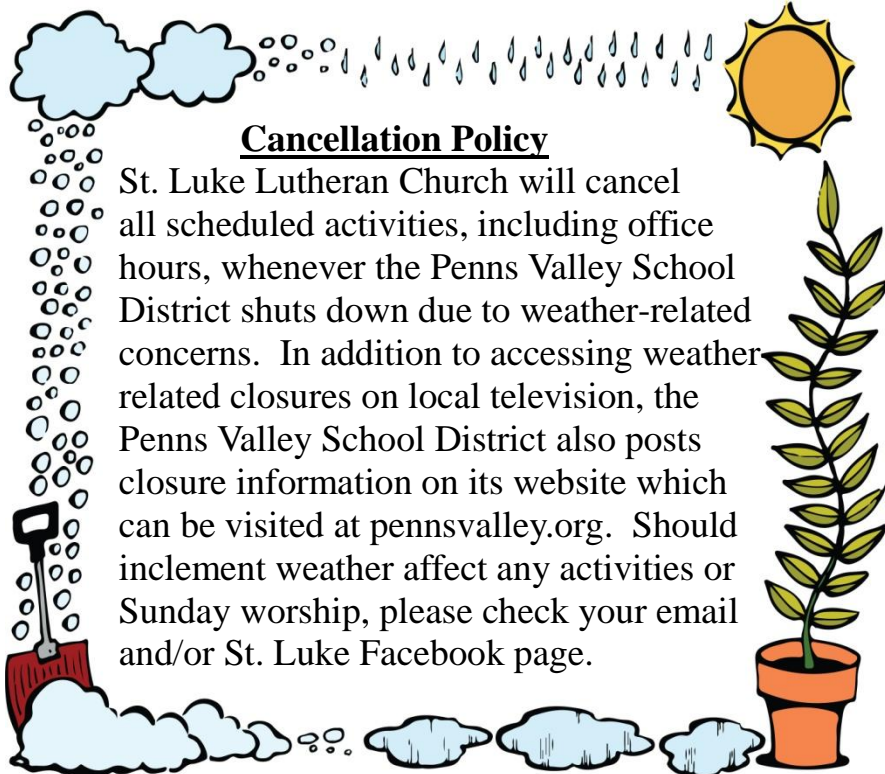 Cancellation Policy
St. Luke Lutheran Church will cancel
all scheduled activities, including office
hours, whenever the Penns Valley School
District shuts down due to weather-related
concerns.  In addition to accessing weather-
related closures on local television, the
Penns Valley School District also posts
closure information on its website which
can be visited at pennsvalley.org.  Should
inclement weather affect any activities or
Sunday worship, please check your email
and/or St. Luke Facebook page.